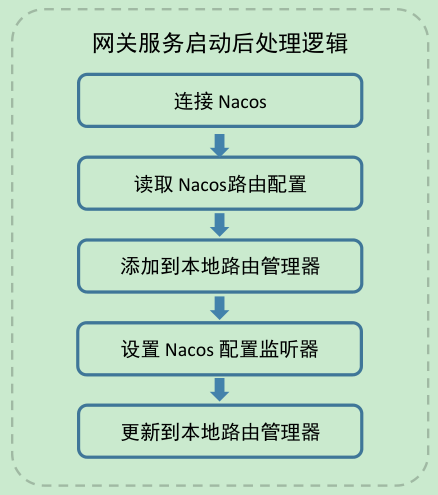 网关服务启动后处理逻辑
连接 Nacos
读取 Nacos路由配置
添加到本地路由管理器
设置 Nacos 配置监听器
更新到本地路由管理器